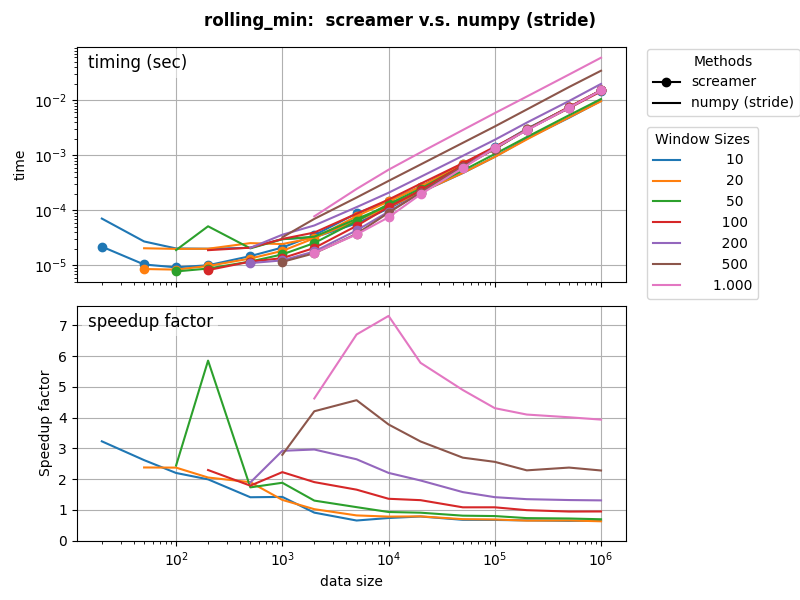 rolling_min:  screamer v.s. numpy (stride)
timing (sec)
time
10⁻²
10⁻³
10⁻⁴
10⁻⁵
Methods
screamer
numpy (stride)
Window Sizes
10
20
50
100
200
500
1.000
speedup factor
Speedup factor
7
6
5
4
3
2
1
0
10² 10³ 10⁴ 10⁵ 10⁶
data size